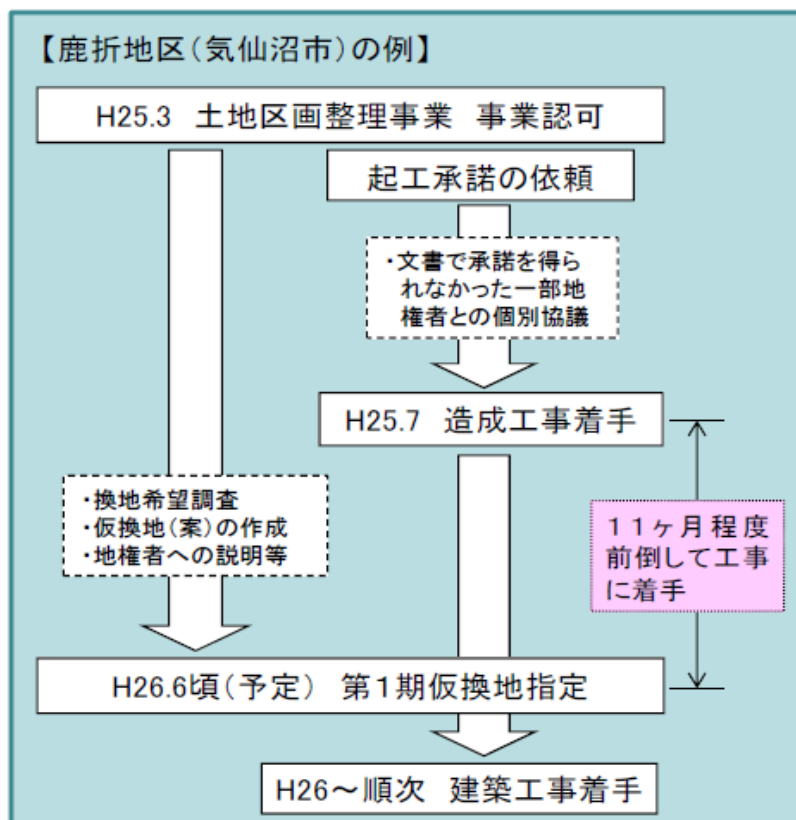 【鹿折地区(気仙沼市)の例】
H25.3 土地区画整理事業 事業認可
起工承諾の依頼
・文書で承諾を得ら
れなかった一部地
権者との個別協議
H25.7 造成工事着手
・換地希望調査
・仮換地(案)の作成
・地権者への説明等
11ヶ月程度
前倒して工事
に着手
H26.6頃(予定) 第1期仮換地指定
H26～順次 建築工事着手